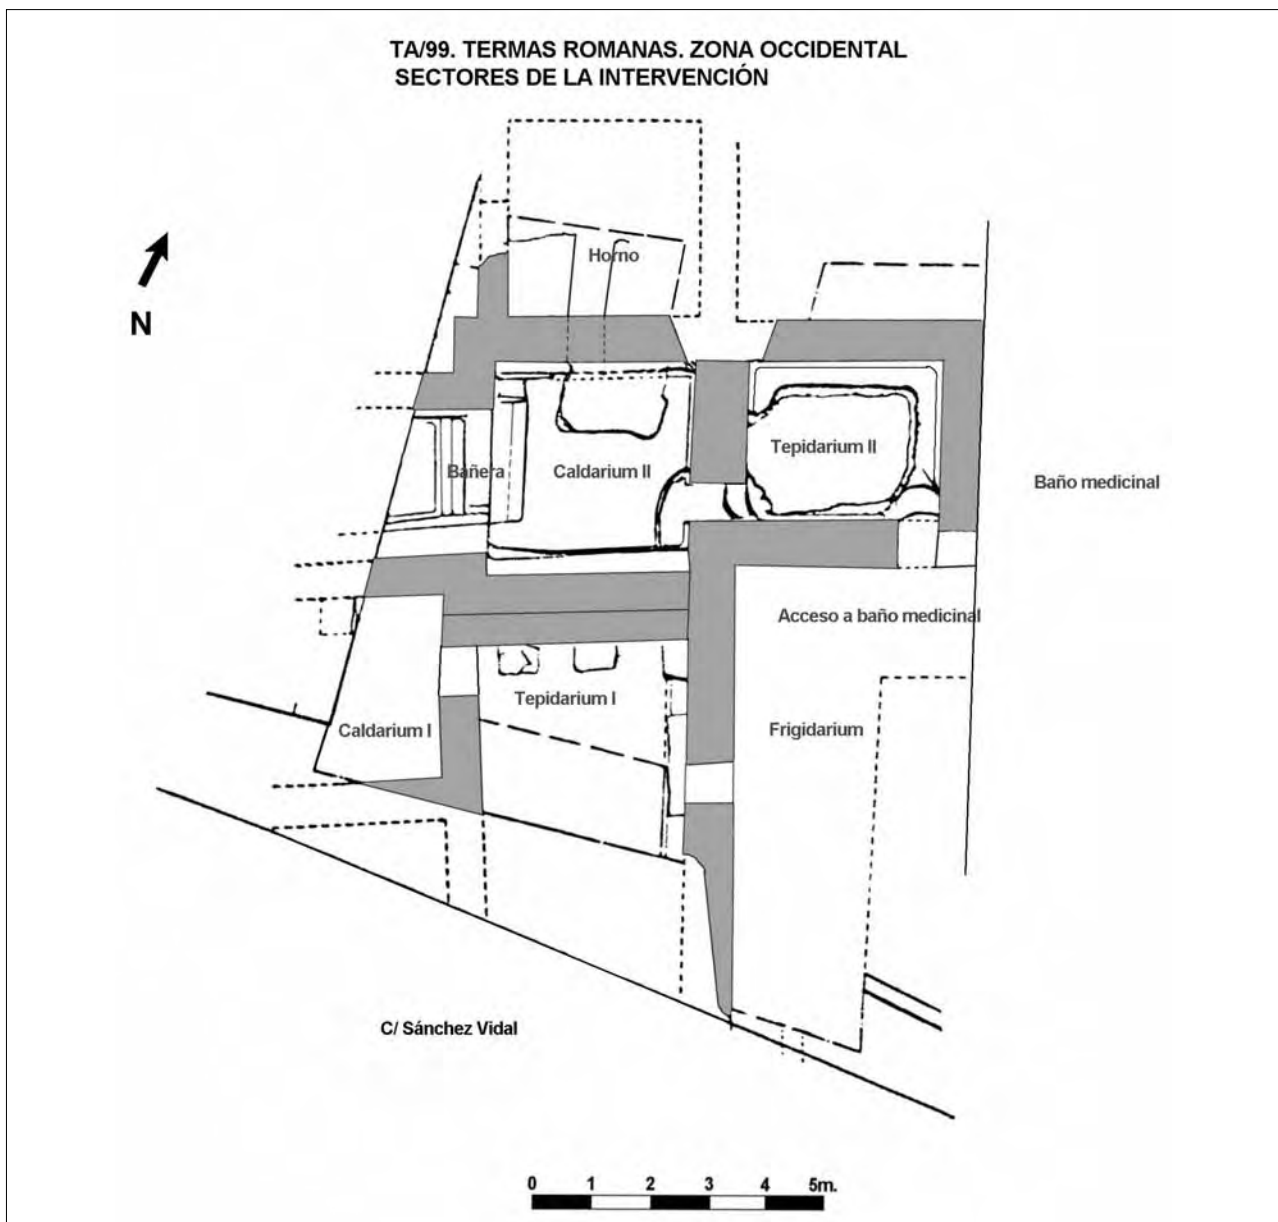 TA/99. TERMAS ROMANAS. ZONA OCCIDENTAL
SECTORES DE LA INTERVENCIÓN
N
Horno
Bañera
Caldarium II
Tepidarium II
Baño medicinal
Acceso a baño medicinal
Tepidarium I
Caldarium I
Frigidarium
C/ Sánchez Vidal
0 1 2 3 4 5m.